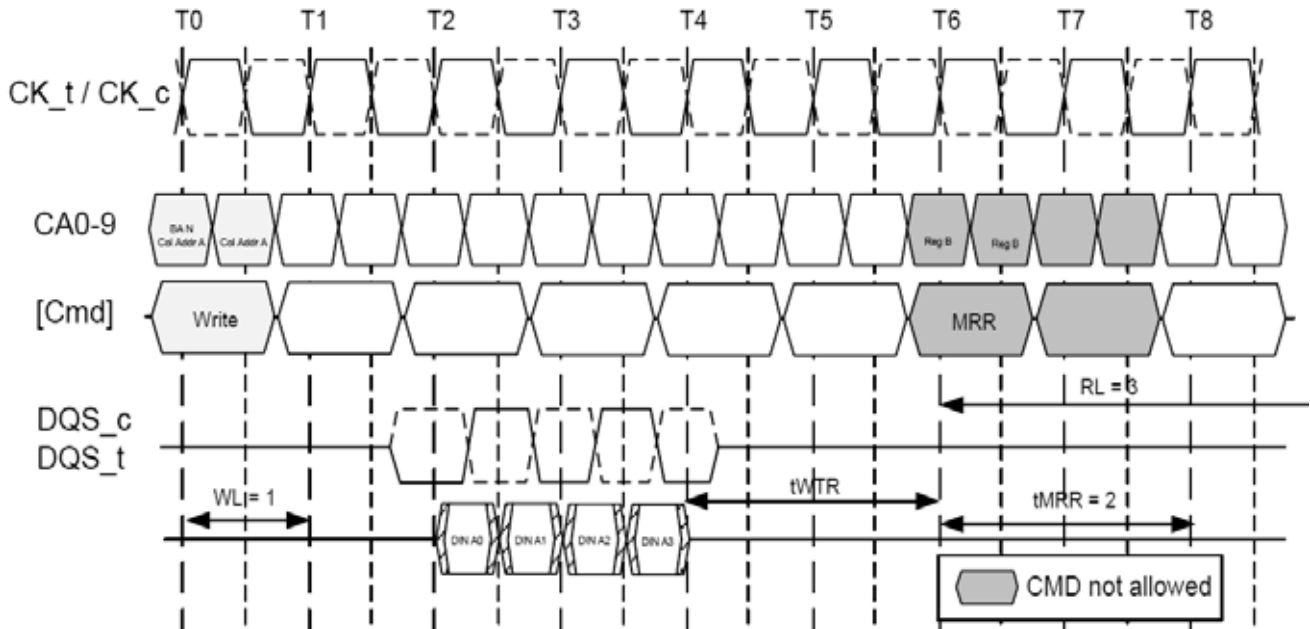 T0 T1 T2 T3 T4 T5 T6 T7 T8
CK_t / CK_c
CA0-9
BA N
Col Addr A
Col Addr A
Reg B
Reg B
[Cmd]
Write
MRR
RL = 3
DQS_c
DQS_t
WL = 1
tWTR
tMRR = 2
DIN A0
DIN A1
DIN A2
DIN A3
CMD not allowed